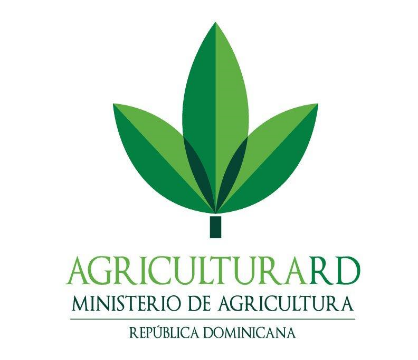 AGRICULTURARD
MINISTERIO DE AGRICULTURA
REPÚBLICA DOMINICANA